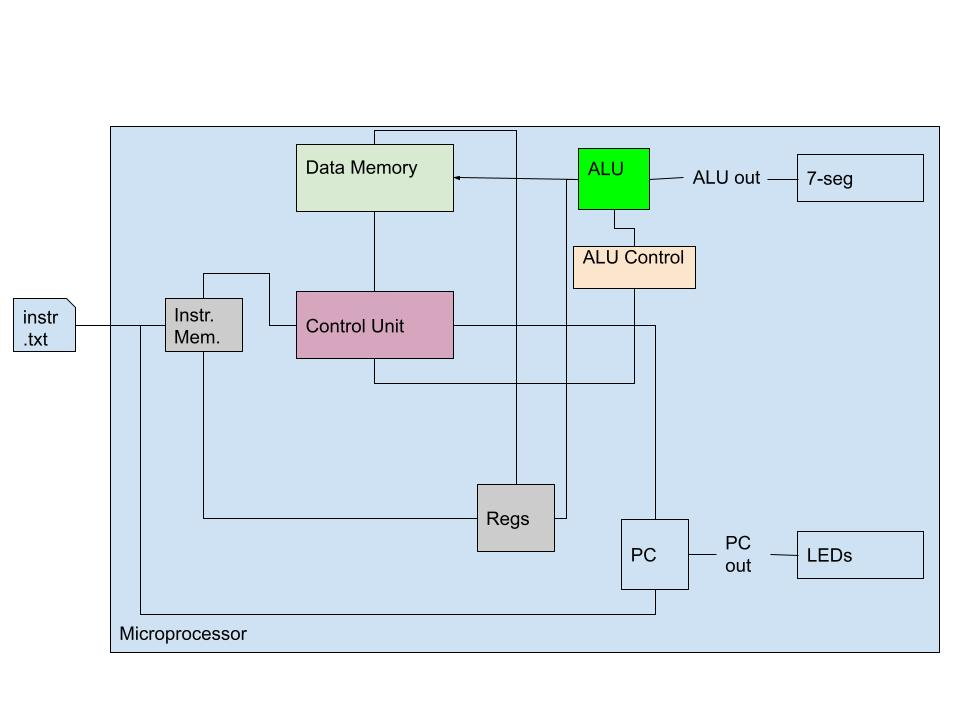 Data Memory
ALU
ALU out
7-seg
ALU Control
instr
.txt
Instr.
Mem.
Control Unit
Regs
PC
PC
out
LEDs
Microprocessor